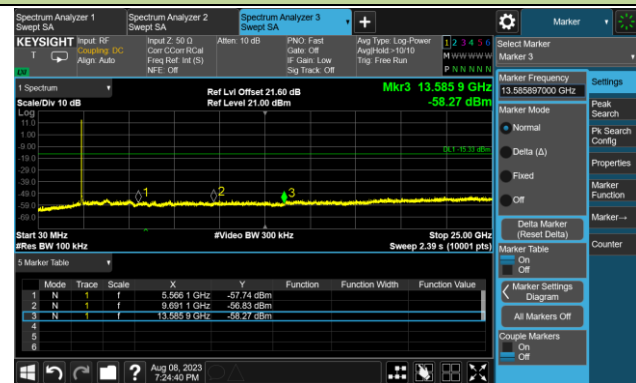 Spectrum Analyzer 1
Swept SA
Spectrum Analyzer 2
Swept SA
Spectrum Analyzer 3
Swept SA
Marker
KEYSIGHT
Input: RF
Coupling: DC
Align: Auto
Input Z: 50 Ω
Corr CCorr RCal
Freq Ref: Int (S)
NFE: Off
Atten: 10 dB
PNO: Fast
Gate: Off
IF Gain: Low
Sig Track: Off
Avg Type: Log-Power
Avg|Hold:>10/10
Trig: Free Run
1 2 3 4 5 6
M W W W W W
P N N N N N
Select Marker
Marker 3
1 Spectrum
Scale/Div 10 dB
Log
Ref Lvl Offset 21.60 dB
Ref Level 21.00 dBm
Mkr3 13.585 9 GHz
-58.27 dBm
11.0
1.00
-9.00
-19.0
-29.0
-39.0
-49.0
-59.0
-69.0
DL1 -15.33 dBm
1
2
3
Start 30 MHz
#Res BW 100 kHz
#Video BW 300 kHz
Stop 25.00 GHz
Sweep 2.39 s (10001 pts)
5 Marker Table
Mode Trace Scale X Y Function Function Width Function Value
1 N 1 f 5.566 1 GHz -57.74 dBm
2 N 1 f 9.691 1 GHz -56.83 dBm
3 N 1 f 13.585 9 GHz -58.27 dBm
4
5
6
Marker Frequency
13.585897000 GHz
Marker Mode
Normal
Delta (Δ)
Fixed
Off
Delta Marker
(Reset Delta)
Marker Table
On
Off
Marker Settings
Diagram
All Markers Off
Couple Markers
On
Off
Settings
Peak
Search
Pk Search
Config
Properties
Marker
Function
Marker→
Counter
?
Aug 08, 2023
7:24:40 PM